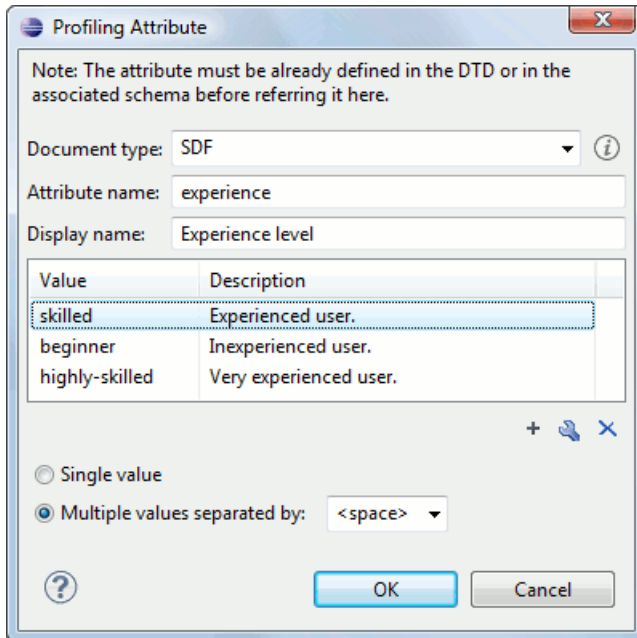 Profiling Attribute
Note: The attribute must be already defined in the DTD or in the
associated schema before referring it here.
Document type: SDF
Attribute name: experience
Display name: Experience level
Value Description
skilled Experienced user.
beginner Inexperienced user.
highly-skilled Very experienced user.
Single value
Multiple values separated by: <space>
OK Cancel